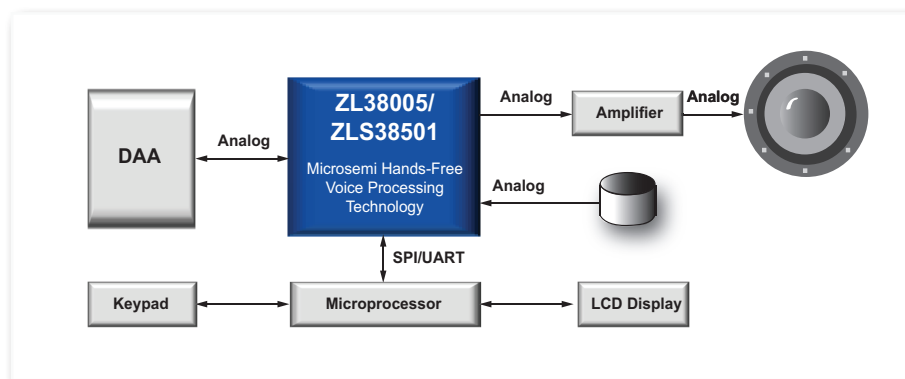 ZL38005/
ZLS38501
Microsemi Hands-Free
Voice Processing
Technology
DAA
Analog
Analog
Amplifier
Analog
Analog
SPI/UART
Keypad
Microprocessor
LCD Display